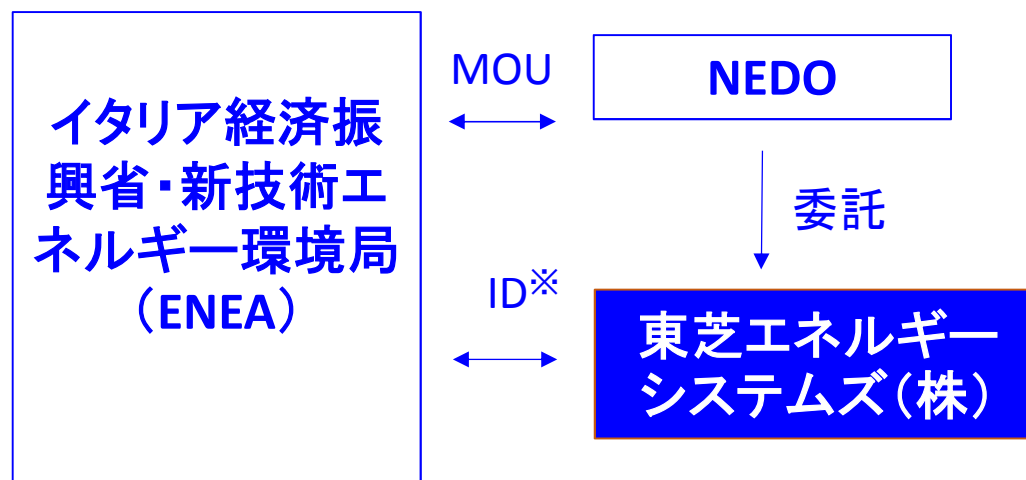 イタリア経済振
興省・新技術エ
ネルギー環境局
（ENEA）
MOU
NEDO
委託
ID※
東芝エネルギー
システムズ（株）